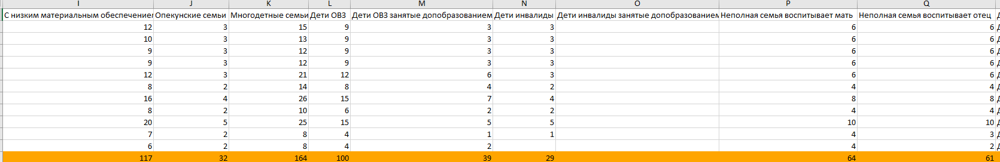 I J K L M N O P Q
С низким материальным обеспечением Опекунские семьи Многодетные семьи Дети ОВЗ Дети ОВЗ занятые допобразованием Дети инвалиды Дети инвалиды занятые допобразованием Неполная семья воспитывает мать Неполная семья воспитывает отец Д
12 3 15 9 3 3 6 6 Д
10 3 13 9 3 3 6 6 Д
9 3 12 9 3 3 6 6 Д
9 3 12 9 3 3 6 6 Д
12 3 21 12 6 3 6 6 Д
8 2 14 8 4 2 4 4 Д
16 4 26 15 7 4 8 8 Д
8 2 10 6 2 2 4 4 Д
20 5 25 15 5 5 10 10 Д
7 2 8 4 1 1 4 3 Д
6 2 8 4 2 4 2 Д
117 32 164 100 39 29 64 61